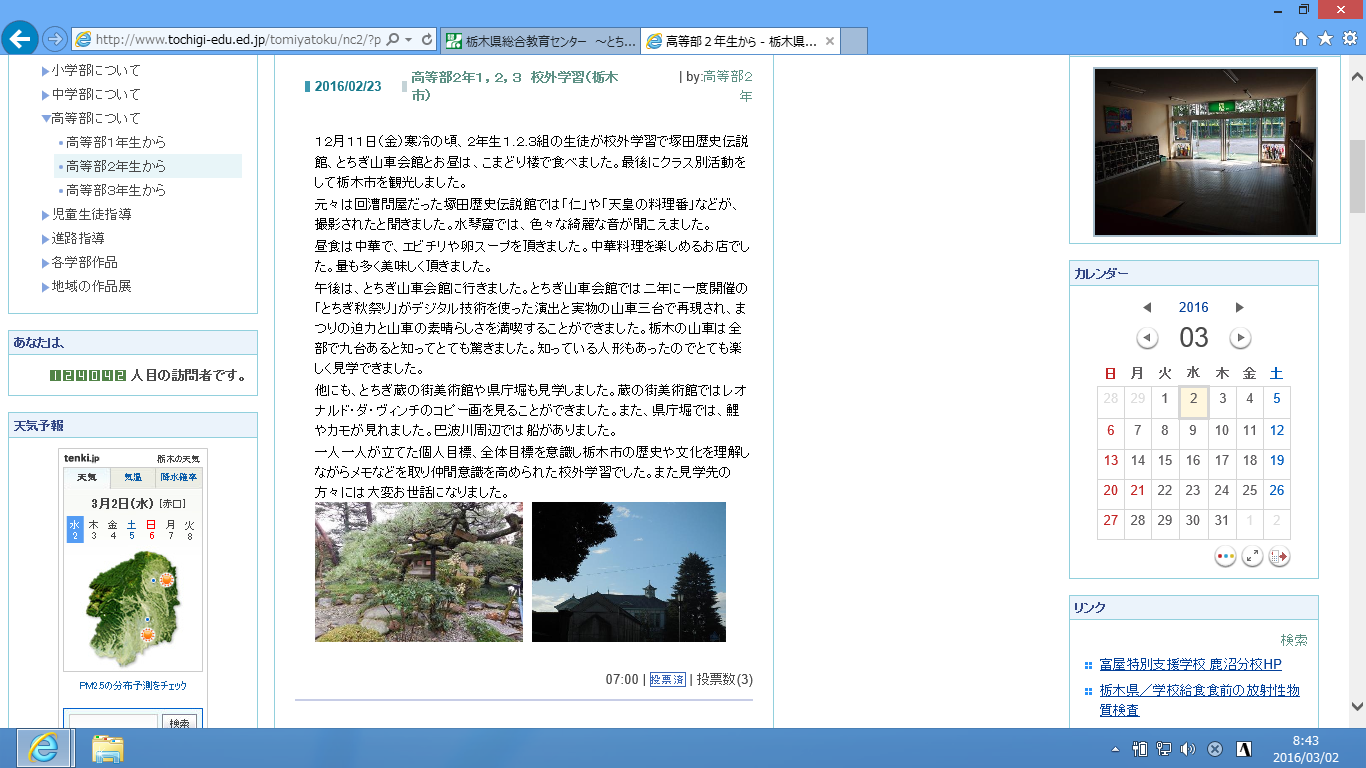 http://www.tochigi-edu.ed.jp/tomiyatoku/nc2/?p
栃木県総合教育センター ～とち...
高等部２年生から - 栃木県...
小学部について
中学部について
高等部について
高等部1年生から
高等部2年生から
高等部3年生から
児童生徒指導
進路指導
各学部作品
地域の作品展
あなたは、
124042 人目の訪問者です。
天気予報
tenki.jp 栃木の天気
天気 気温 降水確率
3月2日(水) [赤口]
水 木 金 土 日 月 火
2 3 4 5 6 7 8
PM2.5の分布予測をチェック
検索
2016/02/23
高等部２年１，２，３　校外学習（栃木
市）
| by:高等部２
年
１２月１１日（金）寒冷の頃、２年生１.２.３組の生徒が校外学習で塚田歴史伝説
館、とちぎ山車会館とお昼は、こまどり楼で食べました。最後にクラス別活動を
して栃木市を観光しました。
元々は回漕問屋だった塚田歴史伝説館では「仁」や「天皇の料理番」などが、
撮影されたと聞きました。水琴窟では、色々な綺麗な音が聞こえました。
昼食は中華で、エビチリや卵スープを頂きました。中華料理を楽しめるお店でし
た。量も多く美味しく頂きました。
午後は、とちぎ山車会館に行きました。とちぎ山車会館では二年に一度開催の
「とちぎ秋祭り」がデジタル技術を使った演出と実物の山車三台で再現され、ま
つりの迫力と山車の素晴らしさを満喫することができました。栃木の山車は全
部で九台あると知ってとても驚きました。知っている人形もあったのでとても楽
しく見学できました。
他にも、とちぎ蔵の街美術館や県庁堀も見学しました。蔵の街美術館ではレオ
ナルド・ダ・ヴィンチのコピー画を見ることができました。また、県庁堀では、鯉
やカモが見れました。巴波川周辺では船がありました。
一人一人が立てた個人目標、全体目標を意識し栃木市の歴史や文化を理解し
ながらメモなどを取り仲間意識を高められた校外学習でした。また見学先の
方々には大変お世話になりました。
07:00 | 投票済 | 投票数(3)
カレンダー
2016
03
日 月 火 水 木 金 土
28 29 1 2 3 4 5
6 7 8 9 10 11 12
13 14 15 16 17 18 19
20 21 22 23 24 25 26
27 28 29 30 31 1 2
リンク
検索
富屋特別支援学校 鹿沼分校HP
栃木県／学校給食食前の放射性物
質検査
A
8:43
2016/03/02